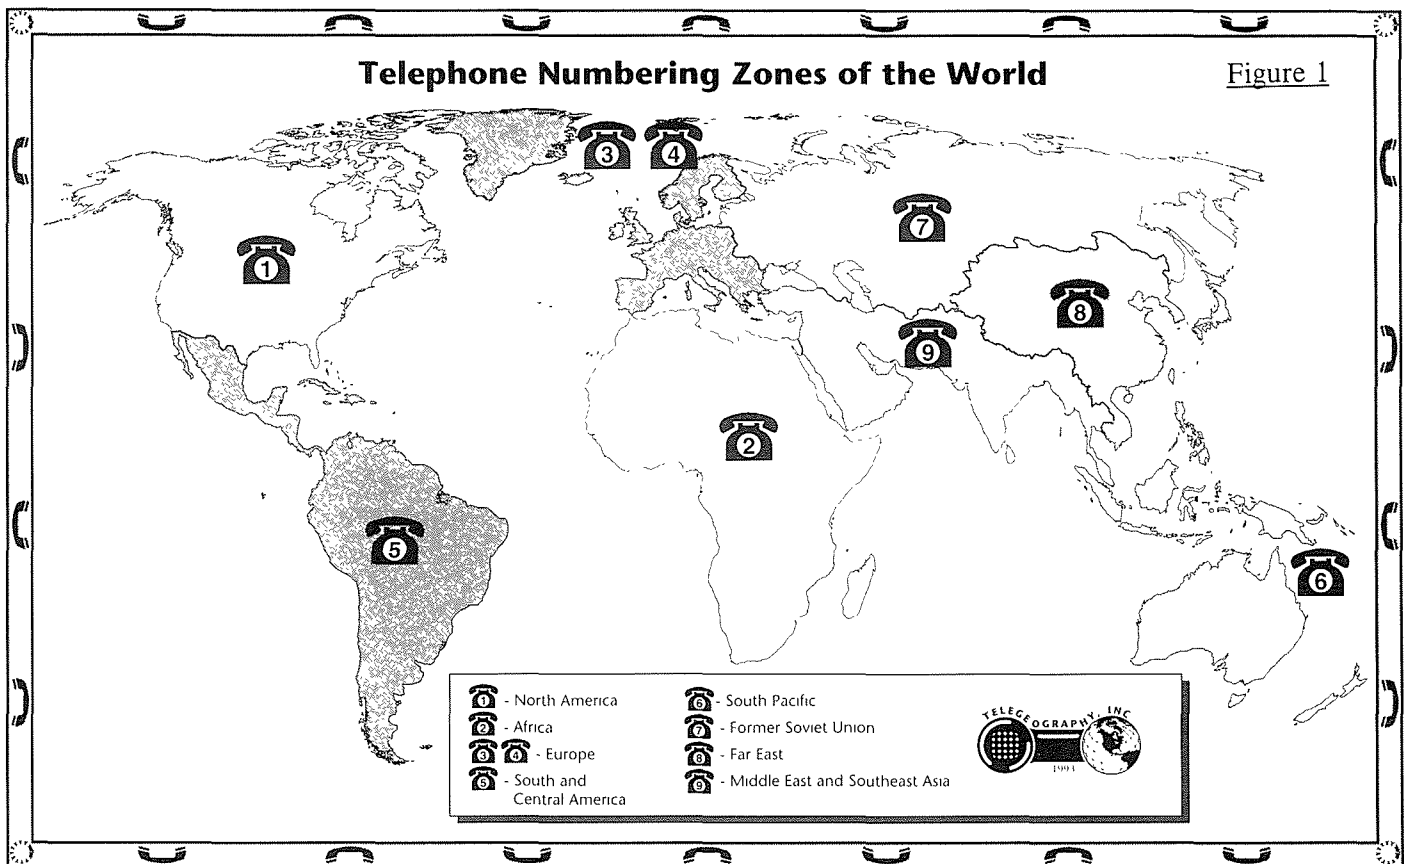 Telephone Numbering Zones of the World
Figure 1
3
4
7
1
8
9
2
5
6
1 - North America
2 - Africa
3 4 - Europe
5 - South and
Central America
6 - South Pacific
7 - Former Soviet Union
8 - Far East
9 - Middle East and Southeast Asia
TELEGEOGRAPHY, INC
1993